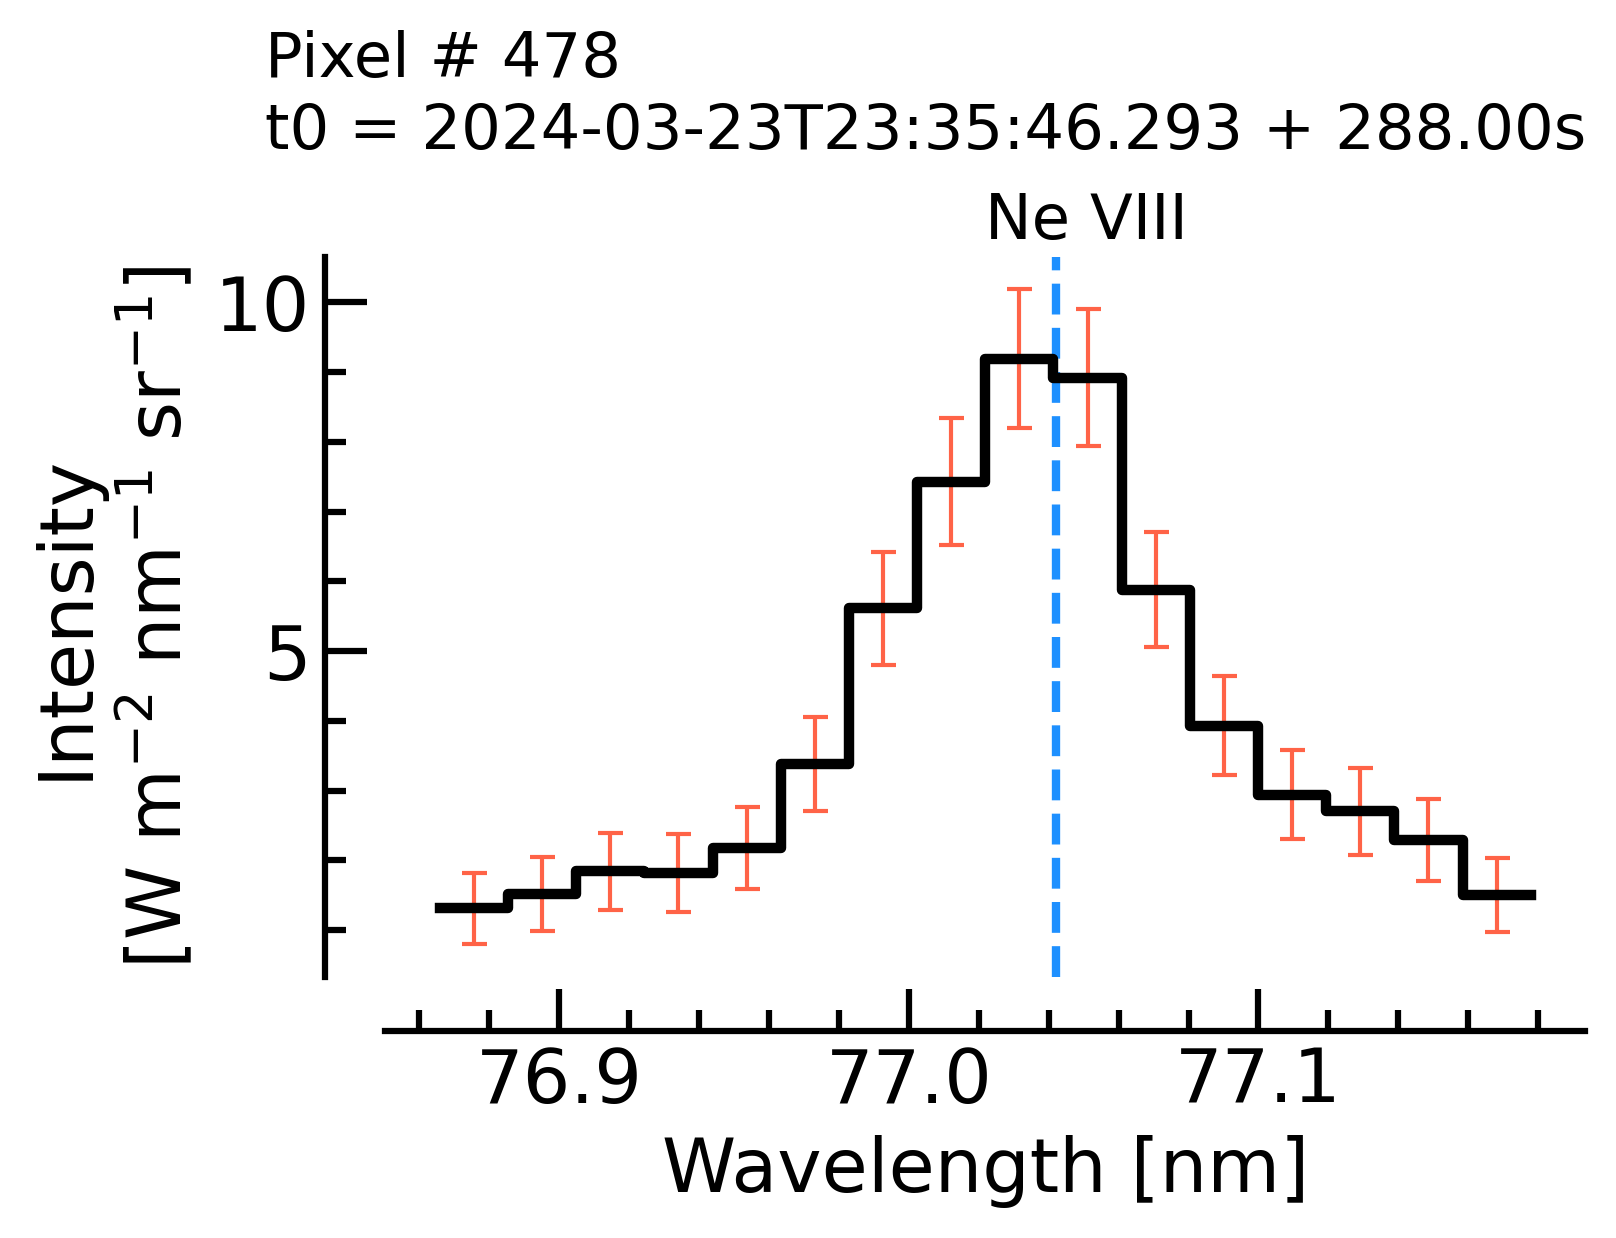 Pixel # 478
t0 = 2024-03-23T23:35:46.293 + 288.00s
Ne VIII
Intensity
[W m⁻² nm⁻¹ sr⁻¹]
10
5
76.9
77.0
77.1
Wavelength [nm]